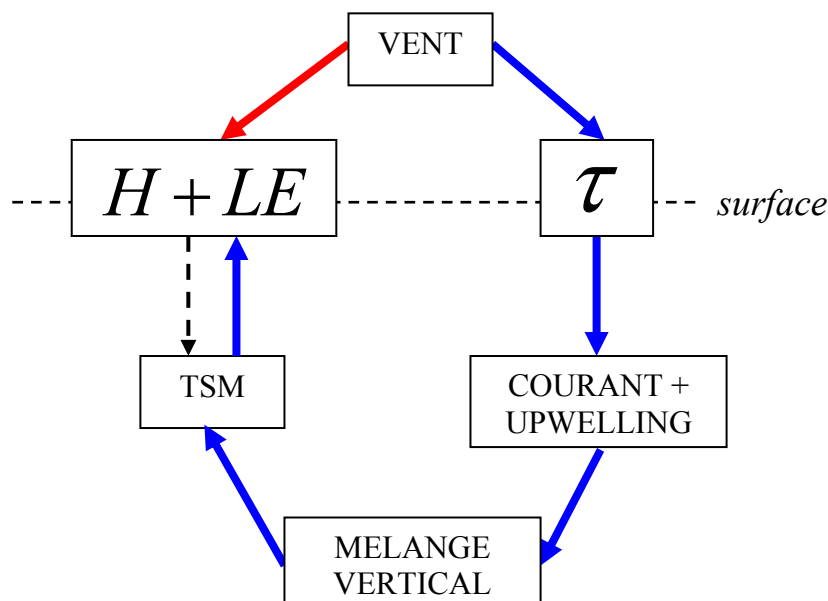 VENT
H + LE
τ
surface
TSM
COURANT +
UPWELLING
MELANGE
VERTICAL